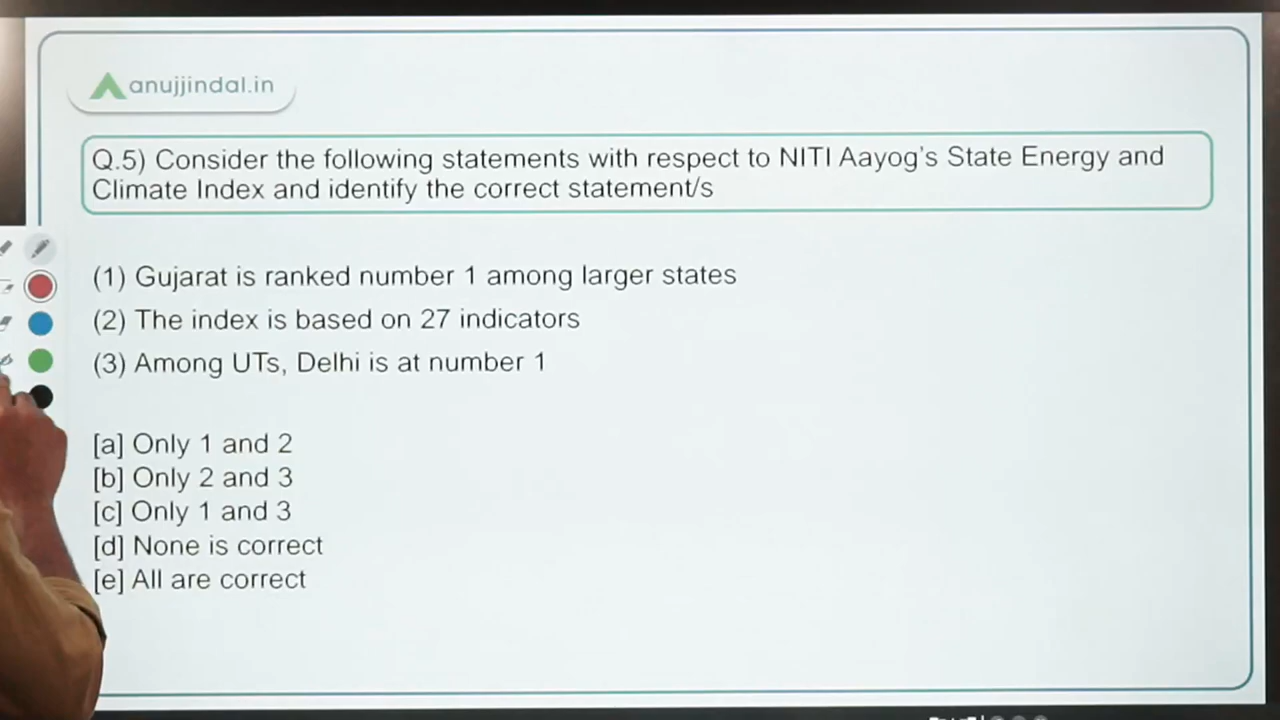 anujjindal.in
Q.5) Consider the following statements with respect to NITI Aayog's State Energy and
Climate Index and identify the correct statement/s
(1) Gujarat is ranked number 1 among larger states
(2) The index is based on 27 indicators
(3) Among UTs, Delhi is at number 1
[a] Only 1 and 2
[b] Only 2 and 3
[c] Only 1 and 3
[d] None is correct
[e] All are correct